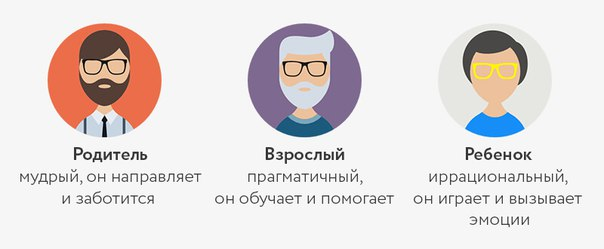 Родитель
мудрый, он направляет
и заботится
Взрослый
прагматичный,
он обучает и помогает
Ребенок
иррациональный,
он играет и вызывает
эмоции